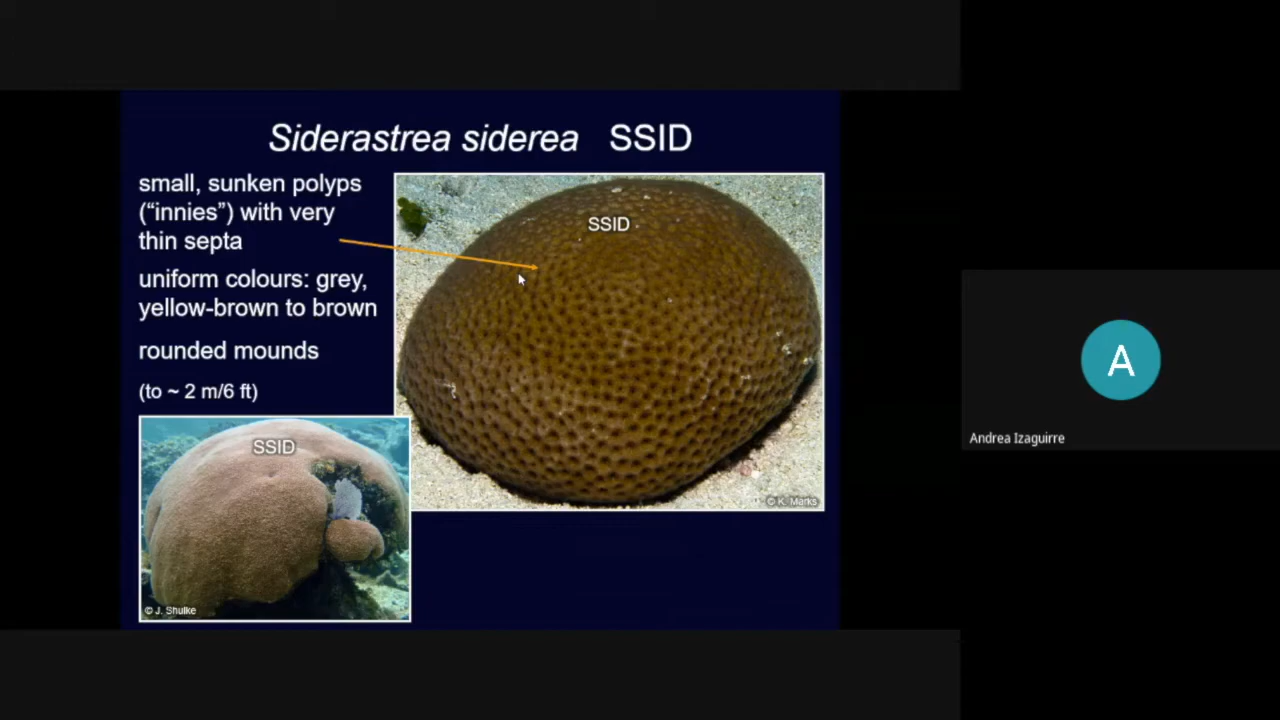 Siderastrea siderea SSID
small, sunken polyps
(“innies”) with very
thin septa
uniform colours: grey,
yellow-brown to brown
rounded mounds
(to ~ 2 m/6 ft)
SSID
© K. Marks
SSID
© J. Shulke
A
Andrea Izaguirre